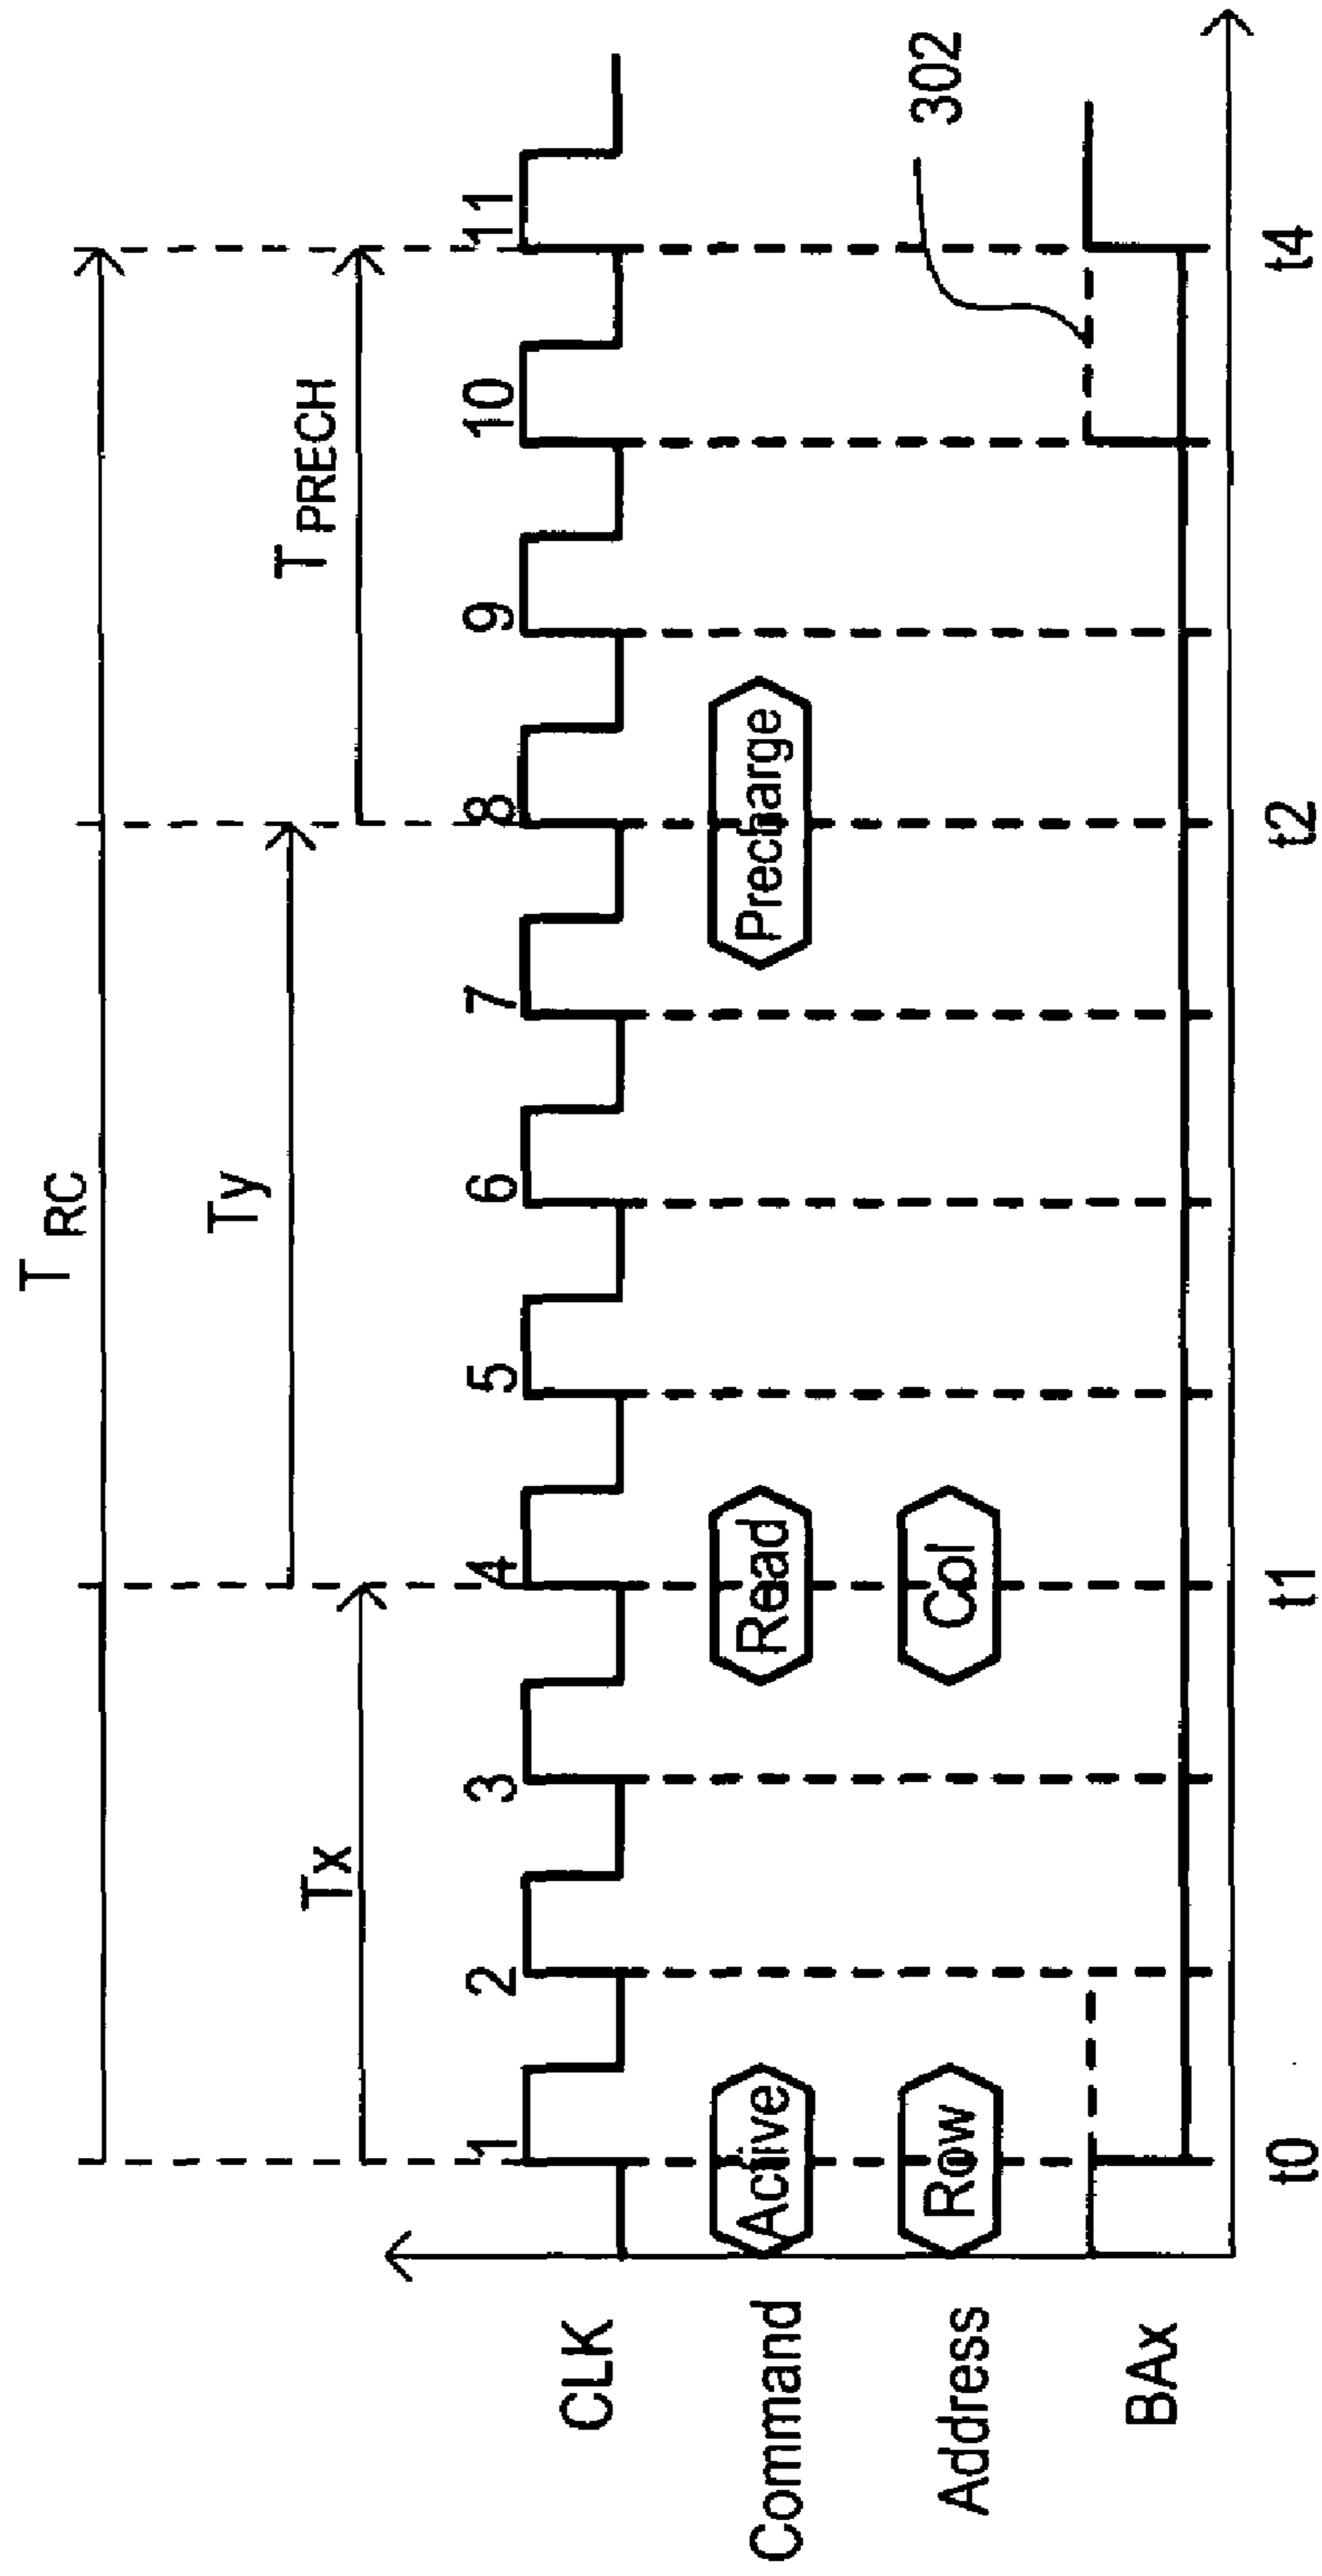 T RC
Ty
Tx
T PRECH
CLK
1 2 3 4 5 6 7 8 9 10 11
Command
Active Read Precharge
Address
Row Col
302
BAx
t0 t1 t2 t4